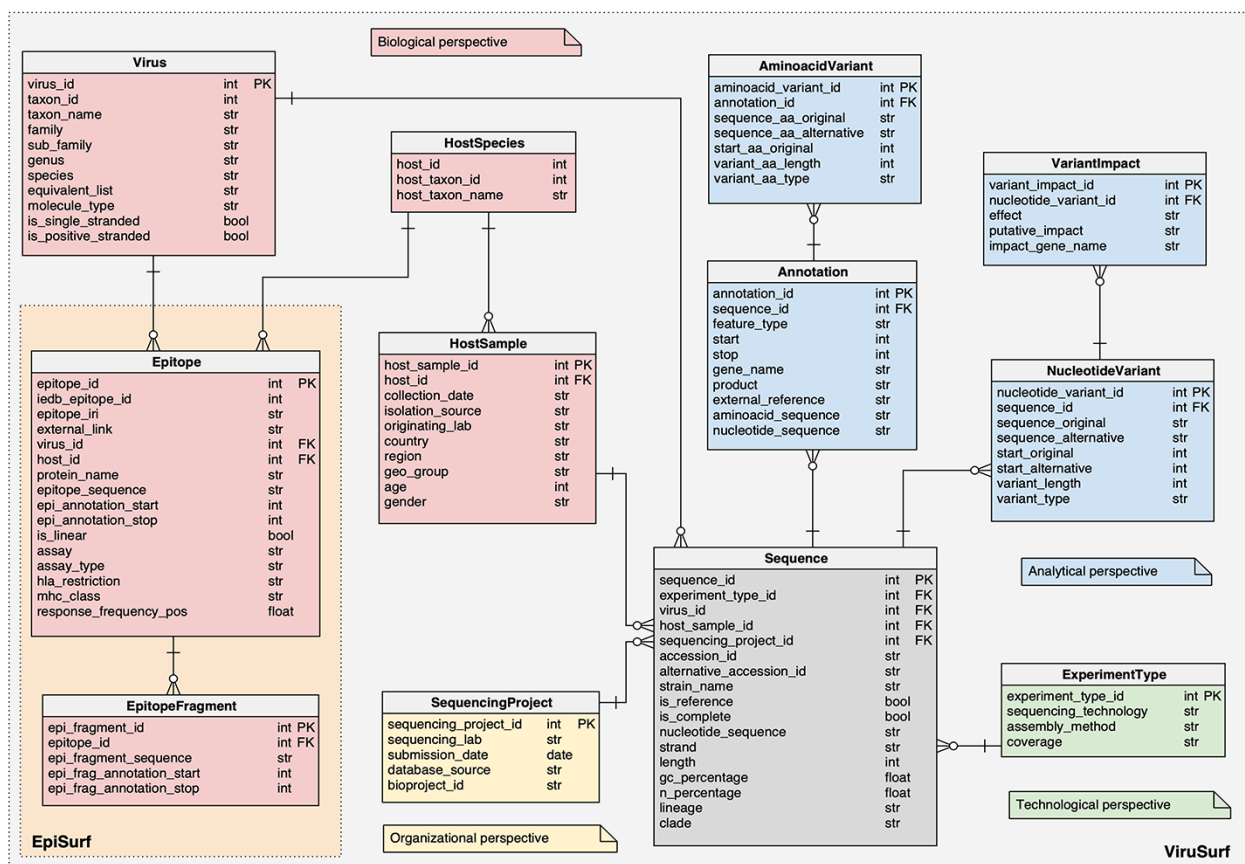 Biological perspective
Virus
virus_id int PK
taxon_id int
taxon_name str
family str
sub_family str
genus str
species str
equivalent_list str
molecule_type str
is_single_stranded bool
is_positive_stranded bool
HostSpecies
host_id int
host_taxon_id int
host_taxon_name str
AminoacidVariant
aminoacid_variant_id int PK
annotation_id int FK
sequence_aa_original str
sequence_aa_alternative str
start_aa_original int
variant_aa_length int
variant_aa_type str
VariantImpact
variant_impact_id int PK
nucleotide_variant_id int FK
effect str
putative_impact str
impact_gene_name str
Annotation
annotation_id int PK
sequence_id int FK
feature_type str
start int
stop int
gene_name str
product str
external_reference str
aminoacid_sequence str
nucleotide_sequence str
HostSample
host_sample_id int PK
host_id int FK
collection_date str
isolation_source str
originating_lab str
country str
region str
geo_group str
age int
gender str
NucleotideVariant
nucleotide_variant_id int PK
sequence_id int FK
sequence_original str
sequence_alternative str
start_original int
start_alternative int
variant_length int
variant_type str
Epitope
epitope_id int PK
iedb_epitope_id int
epitope_iri str
external_link str
virus_id int FK
host_id int FK
protein_name str
epitope_sequence str
epi_annotation_start int
epi_annotation_stop int
is_linear bool
assay str
assay_type str
hla_restriction str
mhc_class str
response_frequency_pos float
Sequence
sequence_id int PK
experiment_type_id int FK
virus_id int FK
host_sample_id int FK
sequencing_project_id int FK
accession_id str
alternative_accession_id str
strain_name str
is_reference bool
is_complete bool
nucleotide_sequence str
strand str
length int
gc_percentage float
n_percentage float
lineage str
clade str
Analytical perspective
EpitopeFragment
epi_fragment_id int PK
epitope_id int FK
epi_fragment_sequence str
epi_frag_annotation_start int
epi_frag_annotation_stop int
SequencingProject
sequencing_project_id int PK
sequencing_lab str
submission_date date
database_source str
bioproject_id str
ExperimentType
experiment_type_id int PK
sequencing_technology str
assembly_method str
coverage str
Technological perspective
Organizational perspective
EpiSurf
ViruSurf